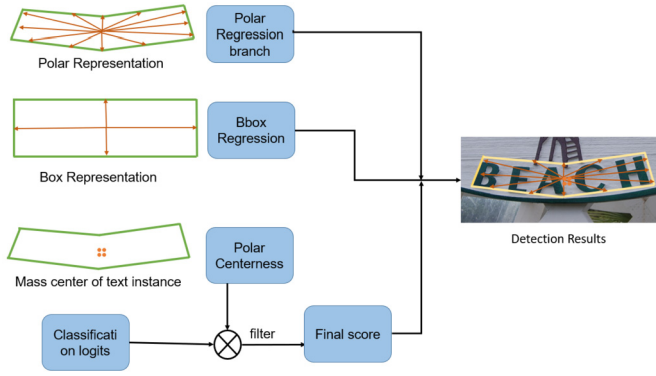 Polar
Regression
branch
Polar Representation
Bbox
Regression
Box Representation
BEACH
Detection Results
Polar
Centerness
Mass center of text instance
Classificati
on logits
filter
Final score